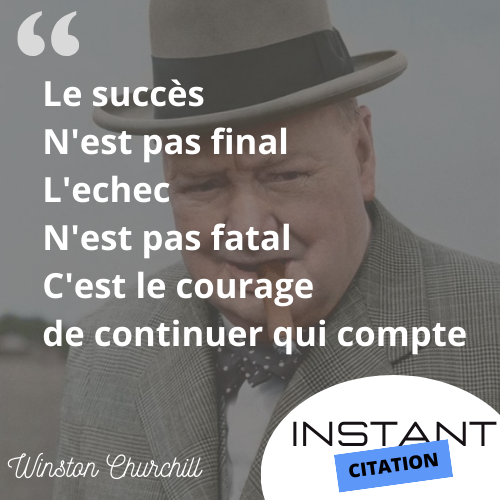 “
Le succès
N'est pas final
L'echec
N'est pas fatal
C'est le courage
de continuer qui compte
Winston Churchill
INSTANT
CITATION